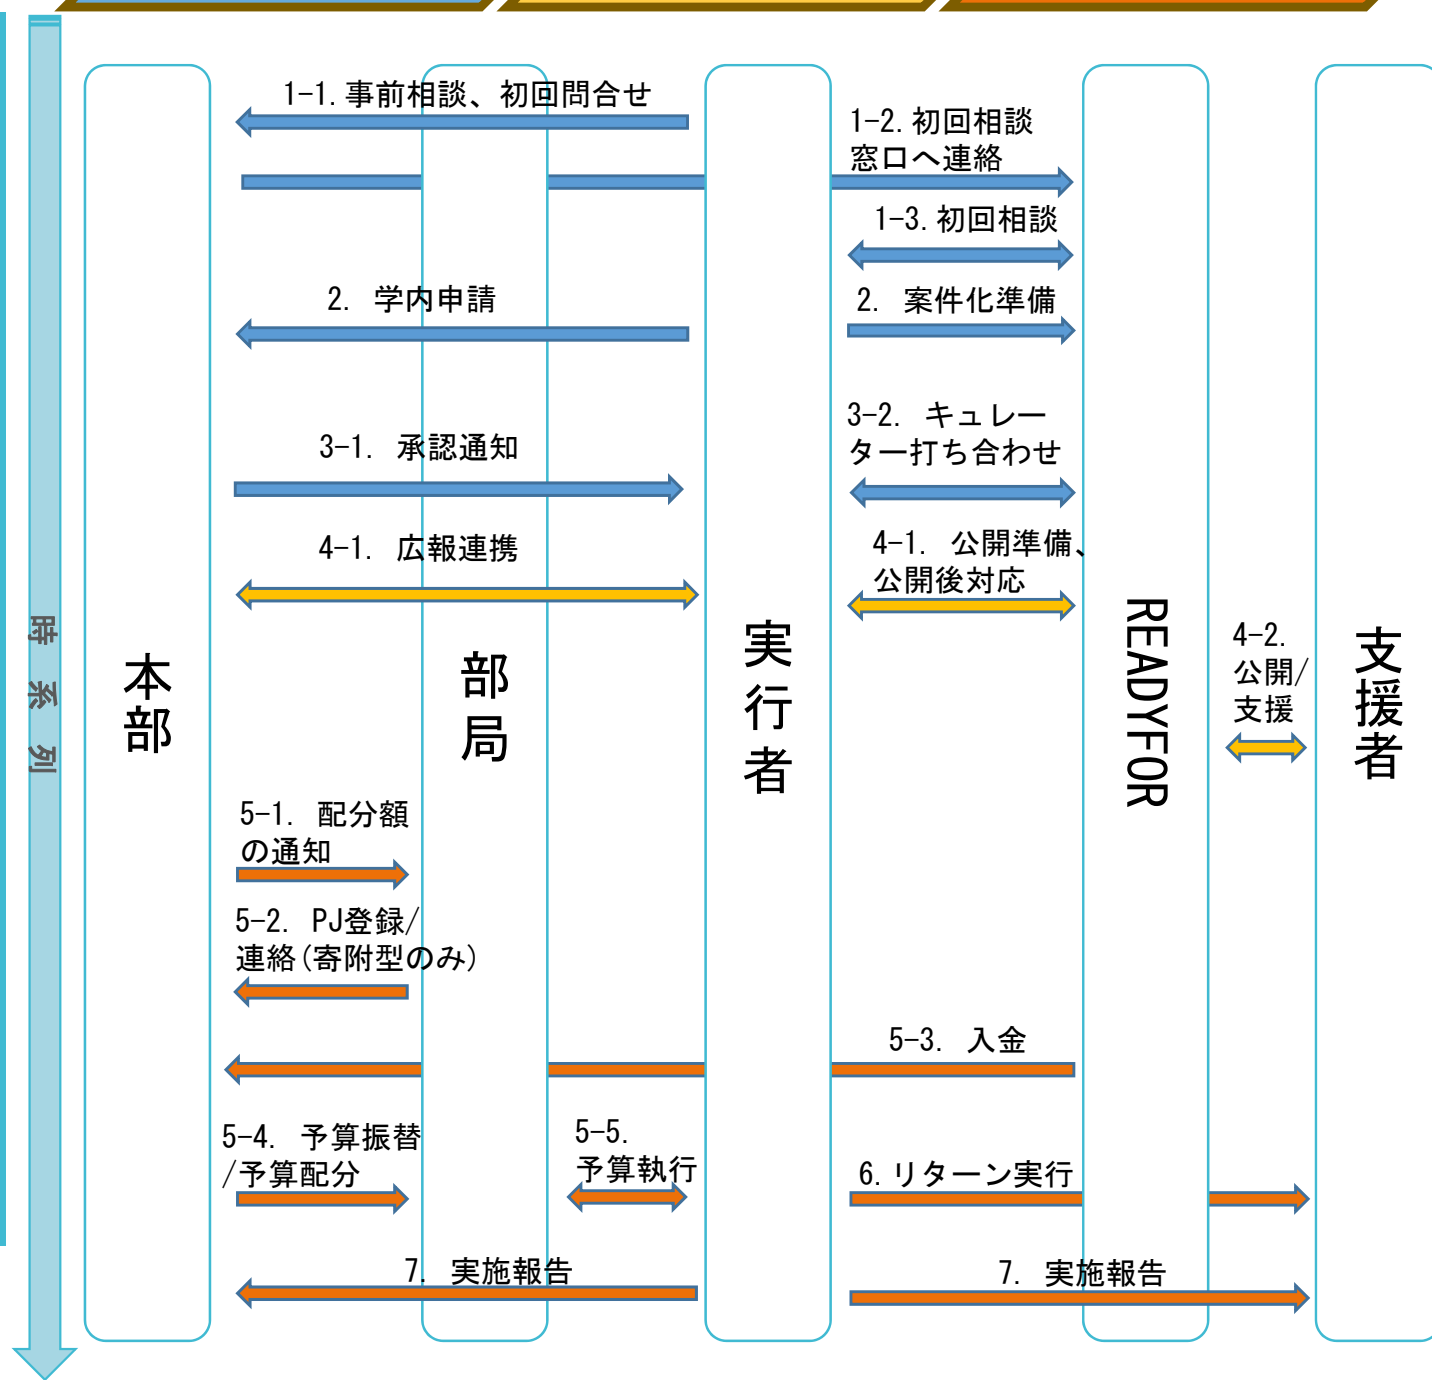 1-1.事前相談、初回問合せ
1-2.初回相談
窓口へ連絡
1-3.初回相談
2. 学内申請
2. 案件化準備
3-1. 承認通知
3-2. キュレー
ター打ち合わせ
4-1. 広報連携
4-1. 公開準備、
公開後対応
時系列
本部
部局
実行者
READYFOR
4-2.
公開/
支援
支援者
5-1. 配分額
の通知
5-2. PJ登録/
連絡(寄附型のみ)
5-3. 入金
5-4. 予算振替
/予算配分
5-5.
予算執行
6.リターン実行
7. 実施報告
7. 実施報告